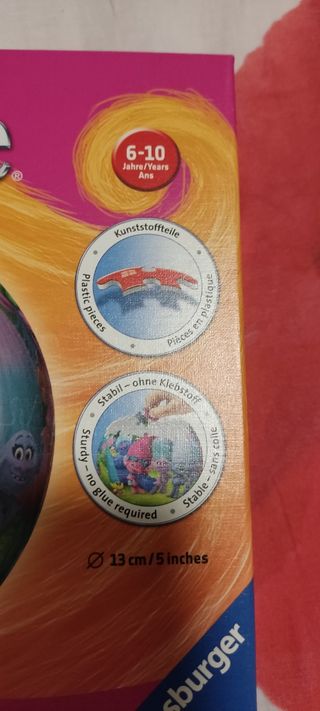 ®
6-10
Jahre/Years
Ans
Kunststoffteile
Plastic pieces
Pièces en plastique
Stabil – ohne Klebstoff
Sturdy – no glue required
Stable – sans colle
Ø 13 cm/5 inches
sburger